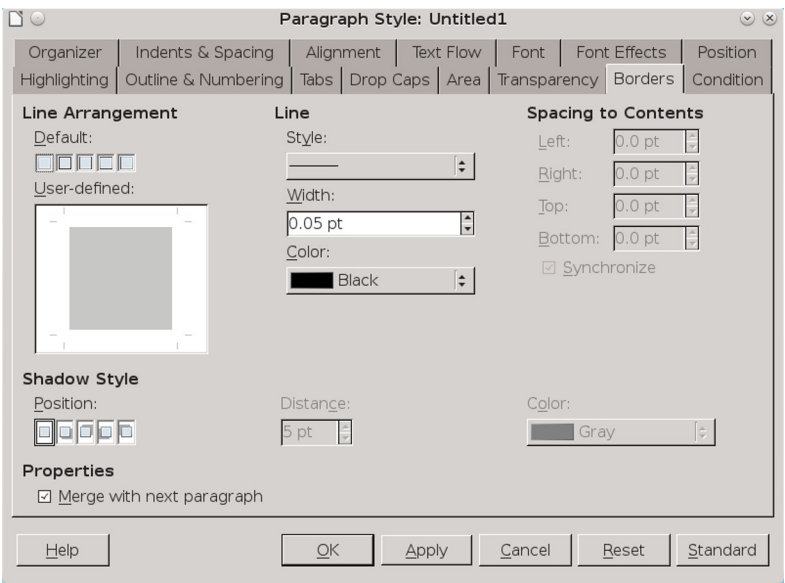 Paragraph Style: Untitled1
Organizer Indents & Spacing Alignment Text Flow Font Font Effects Position
Highlighting Outline & Numbering Tabs Drop Caps Area Transparency Borders Condition
Line Arrangement
Default:
User-defined:
Line
Style:
Width:
0.05 pt
Color:
Black
Spacing to Contents
Left: 0.0 pt
Right: 0.0 pt
Top: 0.0 pt
Bottom: 0.0 pt
Synchronize
Shadow Style
Position:
Distance:
5 pt
Color:
Gray
Properties
Merge with next paragraph
Help OK Apply Cancel Reset Standard